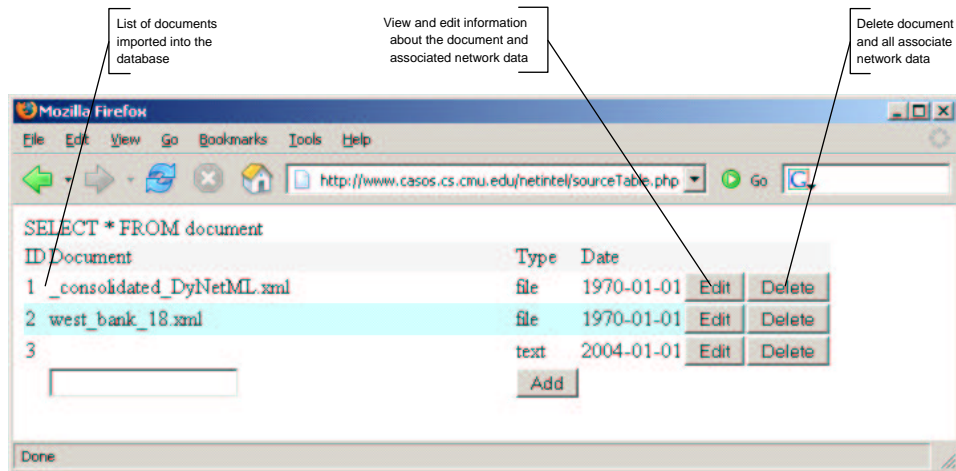 List of documents
imported into the
database
View and edit information
about the document and
associated network data
Delete document
and all associate
network data
Mozilla Firefox
File Edit View Go Bookmarks Tools Help
http://www.casos.cs.cmu.edu/netintel/sourceTable.php Go G
SELECT * FROM document
ID Document Type Date
1 _consolidated_DyNetML.xml file 1970-01-01 Edit Delete
2 west_bank_18.xml file 1970-01-01 Edit Delete
3 text 2004-01-01 Edit Delete
Add
Done